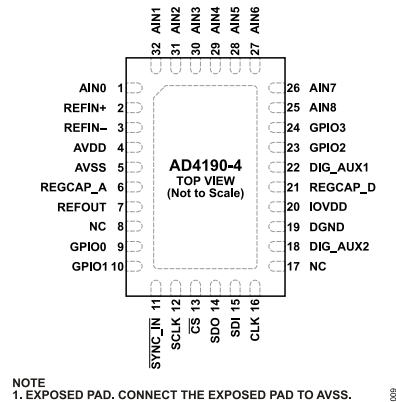 32 AIN1
31 AIN2
30 AIN3
29 AIN4
28 AIN5
27 AIN6
AIN0 1
REFIN+ 2
REFIN– 3
AVDD 4
AVSS 5
REGCAP_A 6
REFOUT 7
NC 8
GPIO0 9
GPIO1 10
AD4190-4
TOP VIEW
(Not to Scale)
26 AIN7
25 AIN8
24 GPIO3
23 GPIO2
22 DIG_AUX1
21 REGCAP_D
20 IOVDD
19 DGND
18 DIG_AUX2
17 NC
SYNC_IN 11
SCLK 12
CS 13
SDO 14
SDI 15
CLK 16
NOTE
1. EXPOSED PAD. CONNECT THE EXPOSED PAD TO AVSS.
009